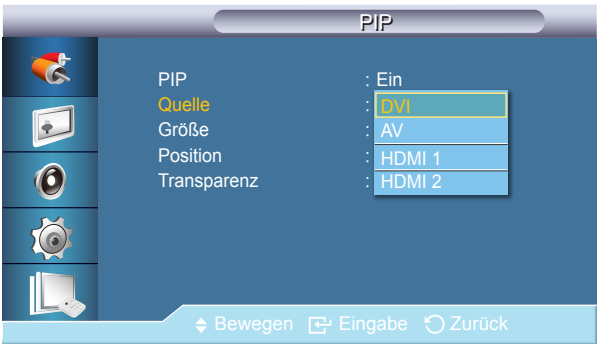 PIP
PIP : Ein
Quelle : DVI
Größe : AV
Position : HDMI 1
Transparenz : HDMI 2
Bewegen Eingabe Zurück